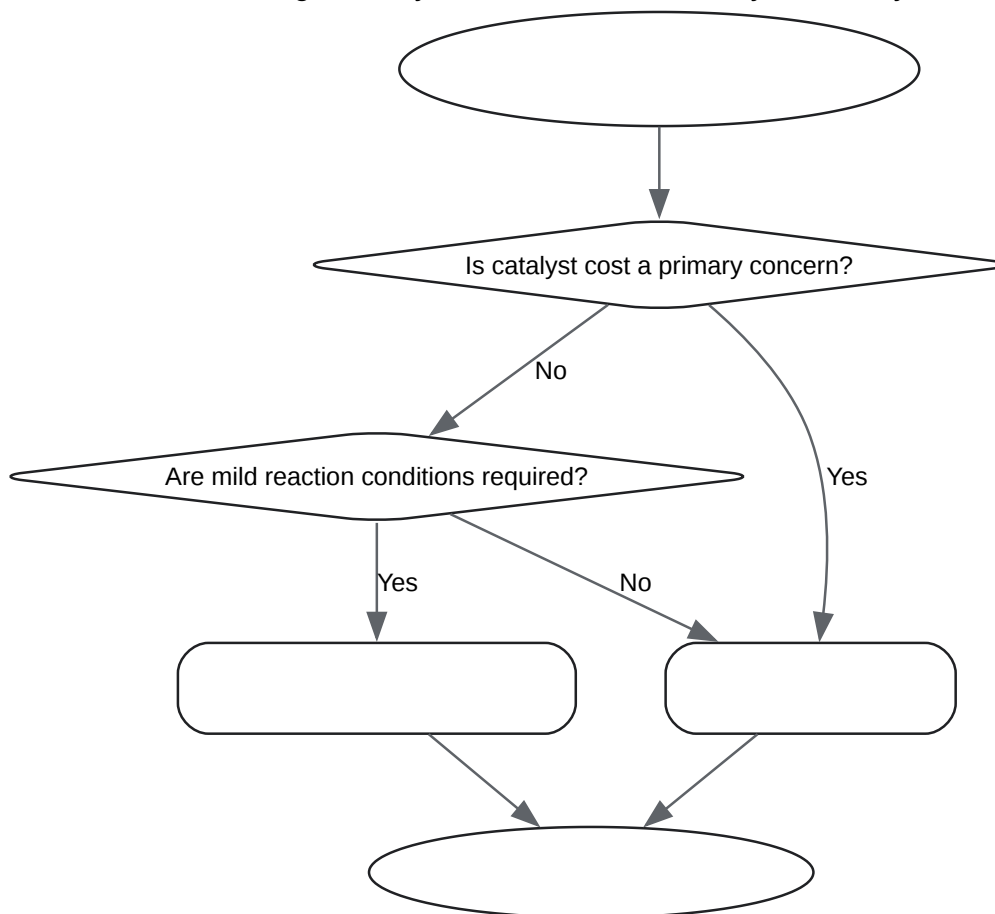 Is catalyst cost a primary concern?
No
Are mild reaction conditions required?
Yes
Yes
No